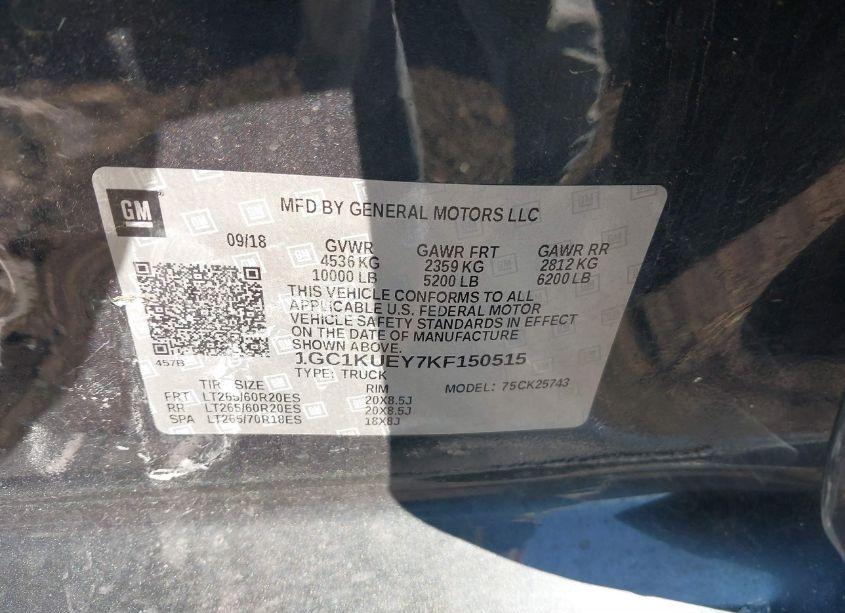 GM
MFD BY GENERAL MOTORS LLC
09/18 GVWR GAWR FRT GAWR RR
4536 KG 2359 KG 2812 KG
10000 LB 5200 LB 6200 LB
THIS VEHICLE CONFORMS TO ALL
APPLICABLE U.S. FEDERAL MOTOR
VEHICLE SAFETY STANDARDS IN EFFECT
ON THE DATE OF MANUFACTURE
SHOWN ABOVE.
457B 1GC1KUEY7KF150515
TYPE: TRUCK
TIR SIZE RIM MODEL: 75CK25743
FRT LT265/60R20ES 20X8.5J
RR LT265/60R20ES 20X8.5J
SPA LT265/70R18ES 18X8J